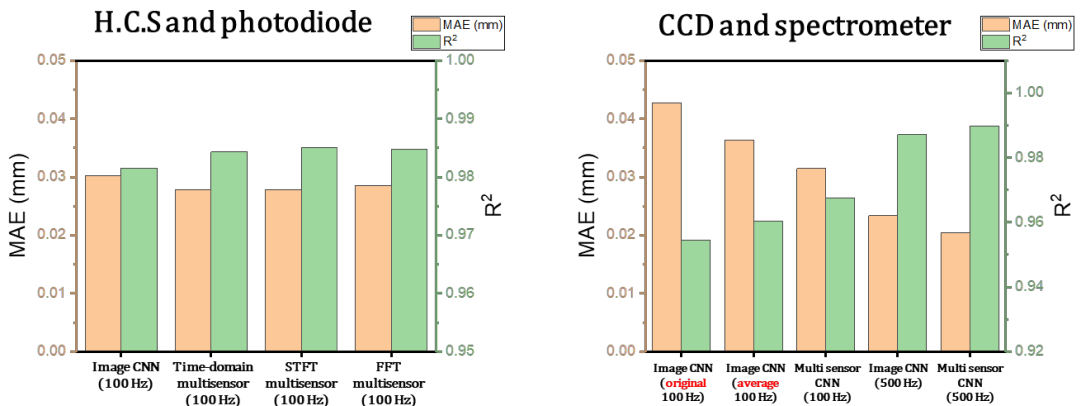 H.C.S and photodiode
MAE (mm)
R²
0.05
0.04
0.03
0.02
0.01
0.00
MAE (mm)
1.00
0.99
0.98
0.97
0.96
0.95
R²
Image CNN
(100 Hz)
Time-domain
multisensor
(100 Hz)
STFT
multisensor
(100 Hz)
FFT
multisensor
(100 Hz)
CCD and spectrometer
MAE (mm)
R²
0.05
0.04
0.03
0.02
0.01
0.00
MAE (mm)
1.00
0.98
0.96
0.94
0.92
R²
Image CNN
(original
100 Hz)
Image CNN
(average
100 Hz)
Multi sensor
CNN
(100 Hz)
Image CNN
(500 Hz)
Multi sensor
CNN
(500 Hz)